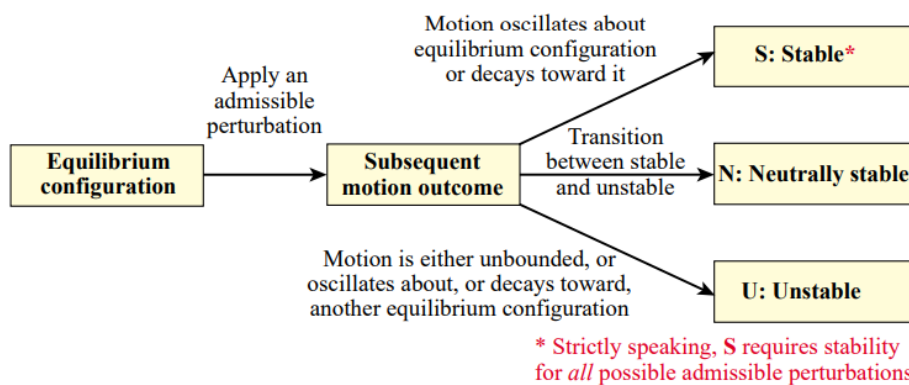 Motion oscillates about
equilibrium configuration
or decays toward it
S: Stable*
Apply an
admissible
perturbation
Equilibrium
configuration
Subsequent
motion outcome
Transition
between stable
and unstable
N: Neutrally stable
Motion is either unbounded, or
oscillates about, or decays toward,
another equilibrium configuration
U: Unstable
* Strictly speaking, S requires stability
for all possible admissible perturbations